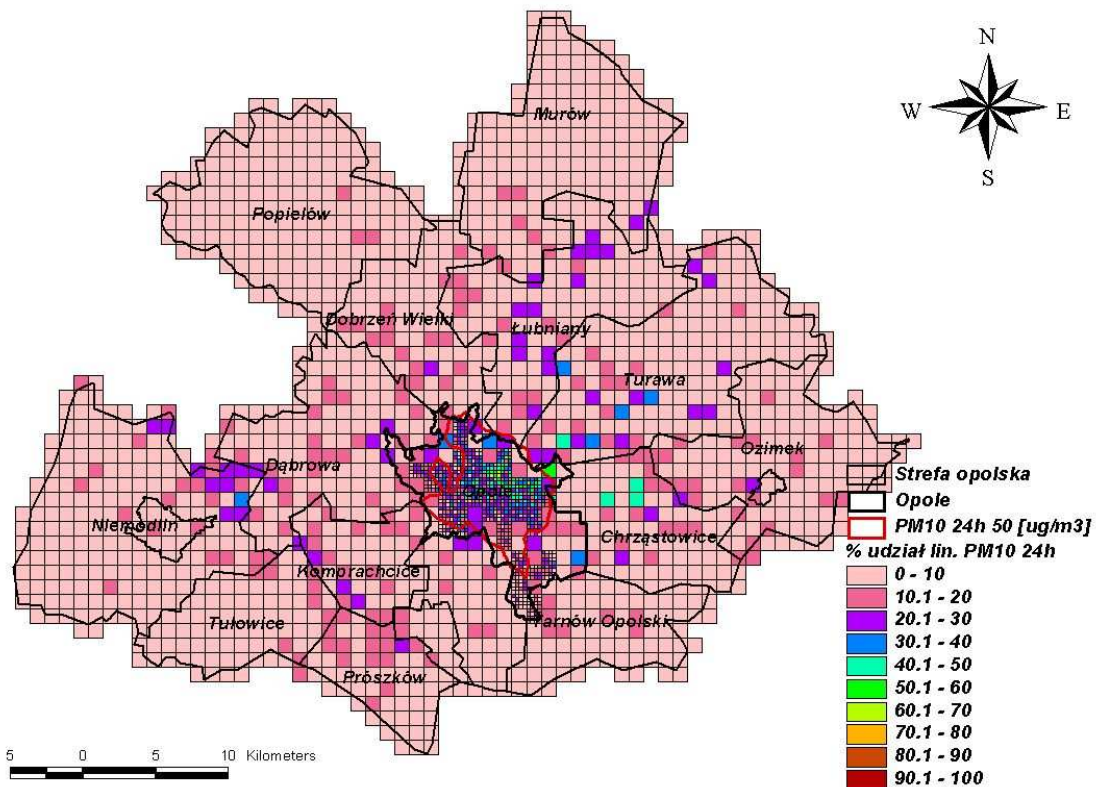 N
W E
S
Murów
Popielów
Dobrzeń Wielki
Łubniany
Turawa
Ozimek
Dąbrowa
Opole
Niemodlin
Chrząstowice
Komprachcice
Tułowice
Tarnów Opolski
Prószków
Strefa opolska
Opole
PM10 24h 50 [ug/m3]
% udział lin. PM10 24h
0 - 10
10.1 - 20
20.1 - 30
30.1 - 40
40.1 - 50
50.1 - 60
60.1 - 70
70.1 - 80
80.1 - 90
90.1 - 100
5 0 5 10 Kilometers